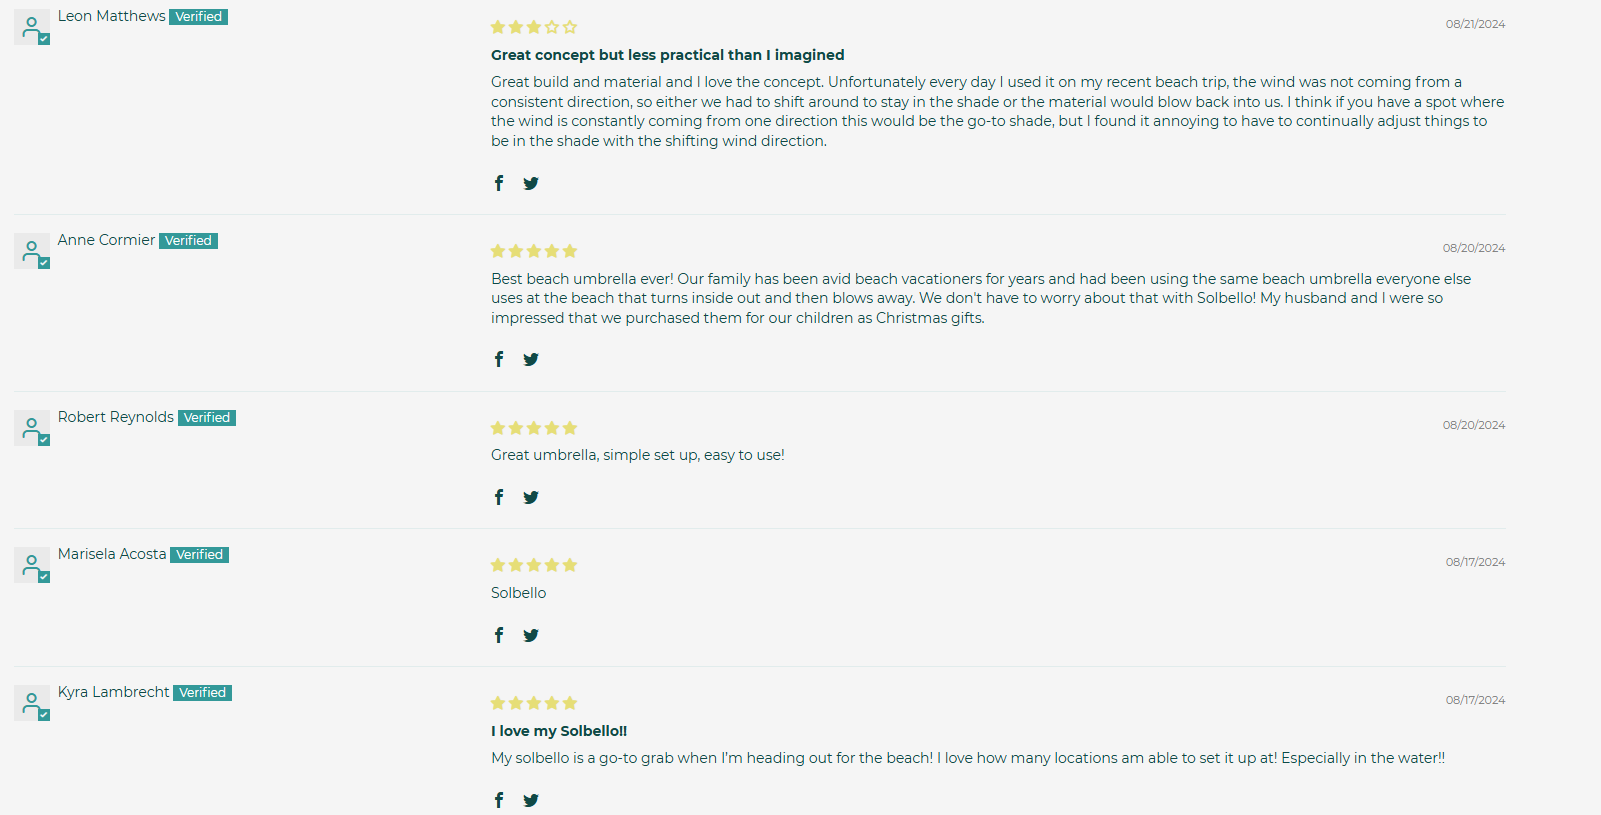 Leon Matthews Verified
08/21/2024
Great concept but less practical than I imagined
Great build and material and I love the concept. Unfortunately every day I used it on my recent beach trip, the wind was not coming from a
consistent direction, so either we had to shift around to stay in the shade or the material would blow back into us. I think if you have a spot where
the wind is constantly coming from one direction this would be the go-to shade, but I found it annoying to have to continually adjust things to
be in the shade with the shifting wind direction.
Anne Cormier Verified
08/20/2024
Best beach umbrella ever! Our family has been avid beach vacationers for years and had been using the same beach umbrella everyone else
uses at the beach that turns inside out and then blows away. We don't have to worry about that with Solbello! My husband and I were so
impressed that we purchased them for our children as Christmas gifts.
Robert Reynolds Verified
08/20/2024
Great umbrella, simple set up, easy to use!
Marisela Acosta Verified
08/17/2024
Solbello
Kyra Lambrecht Verified
08/17/2024
I love my Solbello!!
My solbello is a go-to grab when I'm heading out for the beach! I love how many locations am able to set it up at! Especially in the water!!